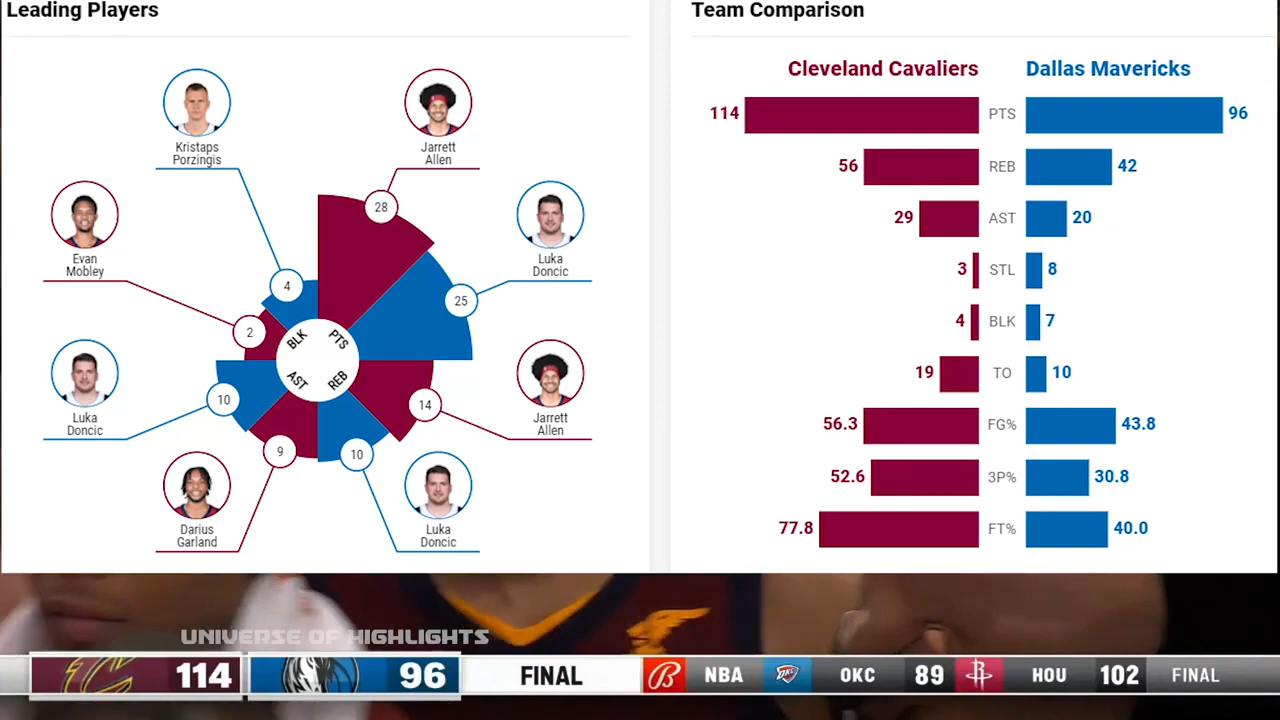 Leading Players
Kristaps
Porzingis
Jarrett
Allen
Evan
Mobley
Luka
Doncic
28
25
4
2
BLK
PTS
AST
REB
10
14
9
10
Luka
Doncic
Jarrett
Allen
Darius
Garland
Luka
Doncic
Team Comparison
Cleveland Cavaliers Dallas Mavericks
114 PTS 96
56 REB 42
29 AST 20
3 STL 8
4 BLK 7
19 TO 10
56.3 FG% 43.8
52.6 3P% 30.8
77.8 FT% 40.0
UNIVERSE OF HIGHLIGHTS
C 114 96 FINAL B NBA OKC 89 HOU 102 FINAL